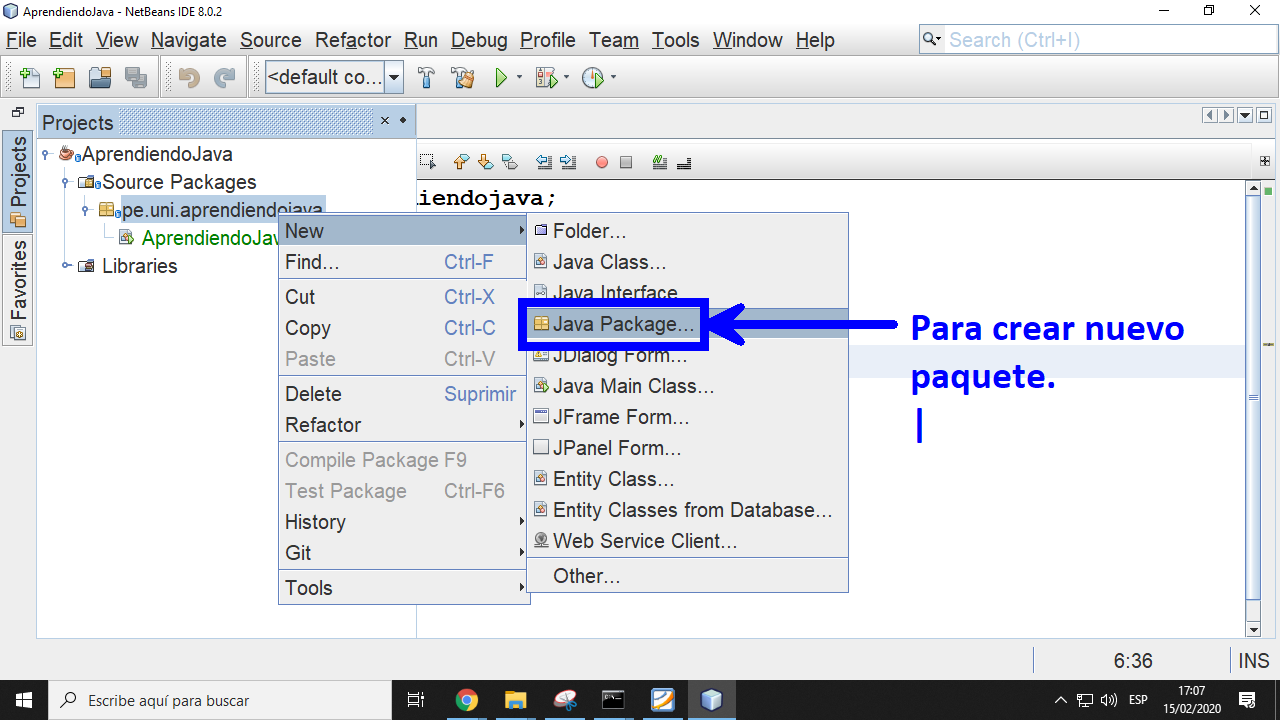 AprendiendoJava - NetBeans IDE 8.0.2
File Edit View Navigate Source Refactor Run Debug Profile Team Tools Window Help
Search (Ctrl+I)
<default co...
Projects
Projects
Favorites
AprendiendoJava
Source Packages
pe.uni.aprendiendojava
AprendiendoJav
Libraries
iendojava;
New
Find... Ctrl-F
Cut Ctrl-X
Copy Ctrl-C
Paste Ctrl-V
Delete Suprimir
Refactor
Compile Package F9
Test Package Ctrl-F6
History
Git
Tools
Folder...
Java Class...
Java Interface
Java Package...
JDialog Form...
Java Main Class...
JFrame Form...
JPanel Form...
Entity Class...
Entity Classes from Database...
Web Service Client...
Other...
Para crear nuevo
paquete.
6:36 INS
Escribe aquí para buscar
ESP
17:07
15/02/2020